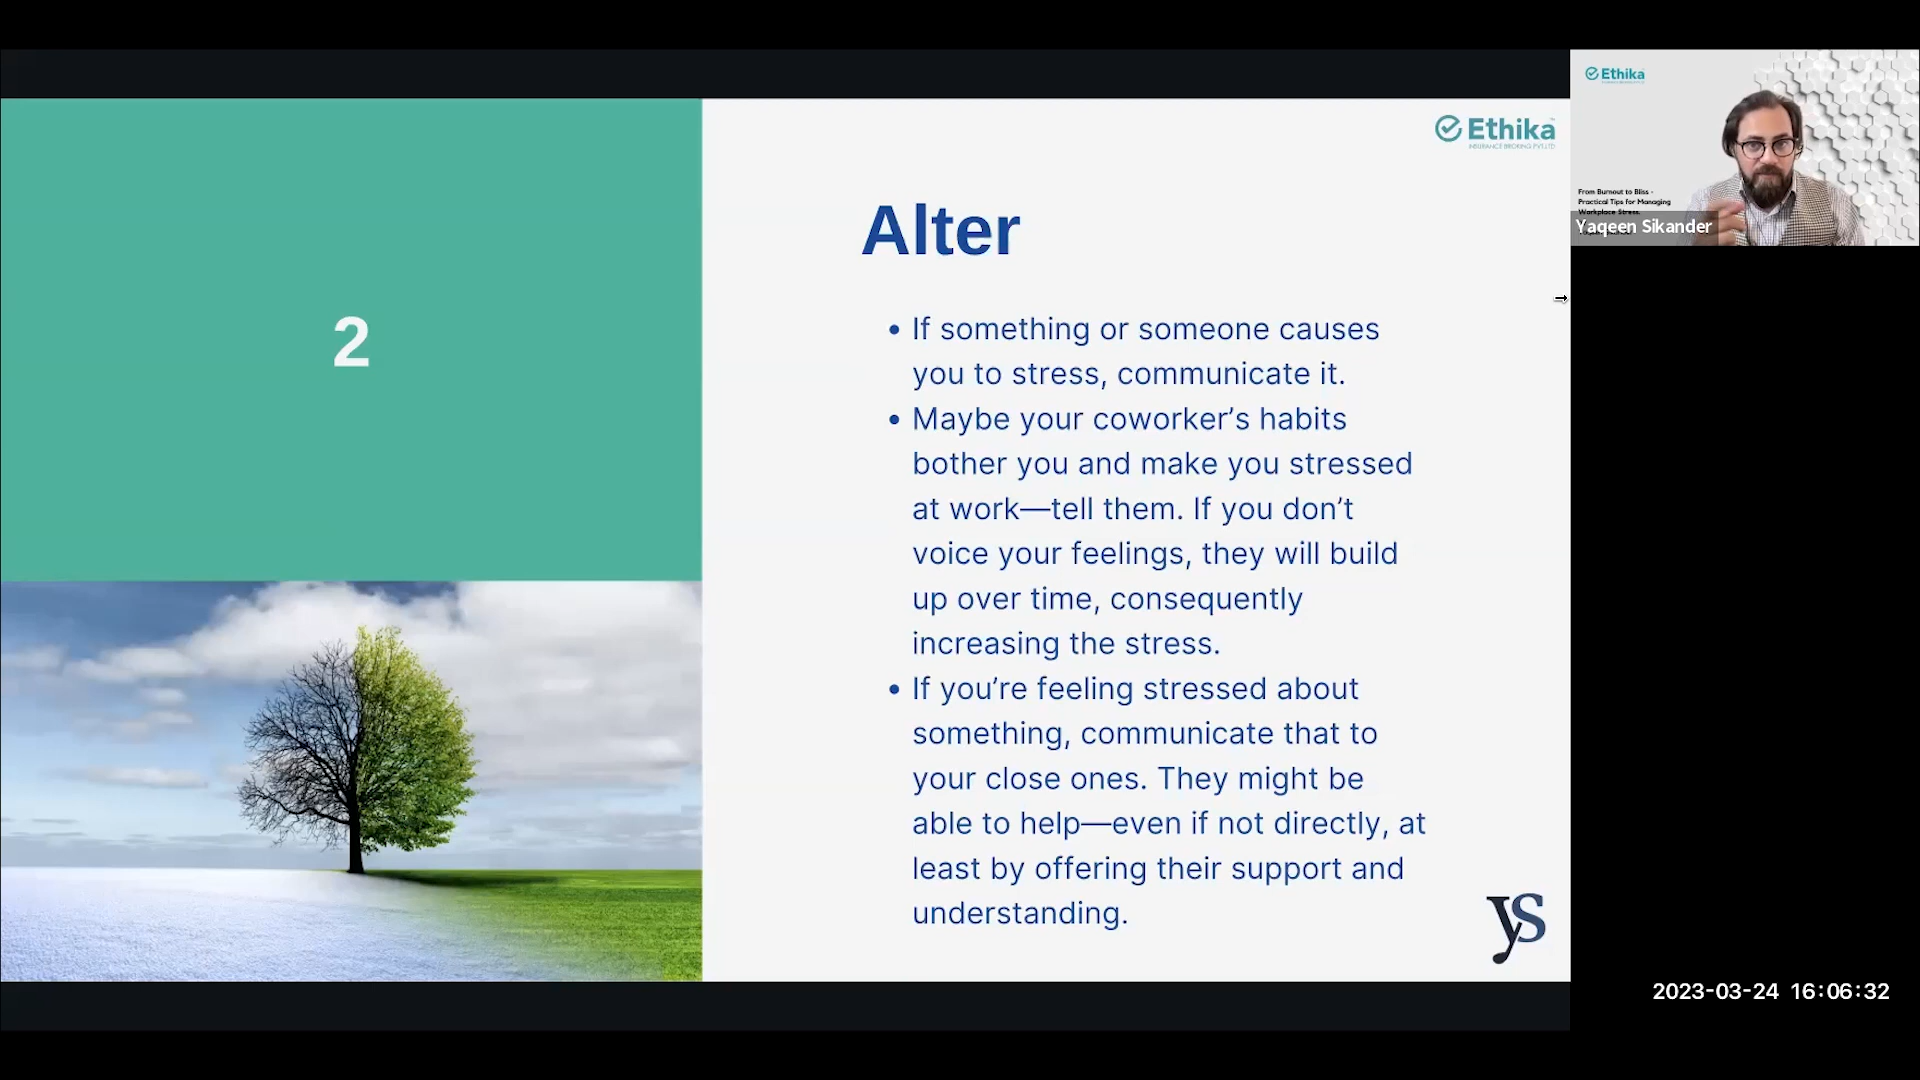 2
Ethika
INSURANCE BROKING PVT LTD
Alter
• If something or someone causes
you to stress, communicate it.
• Maybe your coworker’s habits
bother you and make you stressed
at work—tell them. If you don’t
voice your feelings, they will build
up over time, consequently
increasing the stress.
• If you’re feeling stressed about
something, communicate that to
your close ones. They might be
able to help—even if not directly, at
least by offering their support and
understanding.
ys
Ethika
From Burnout to Bliss -
Practical Tips for Managing
Workplace Stress.
Yaqeen Sikander
2023-03-24 16:06:32